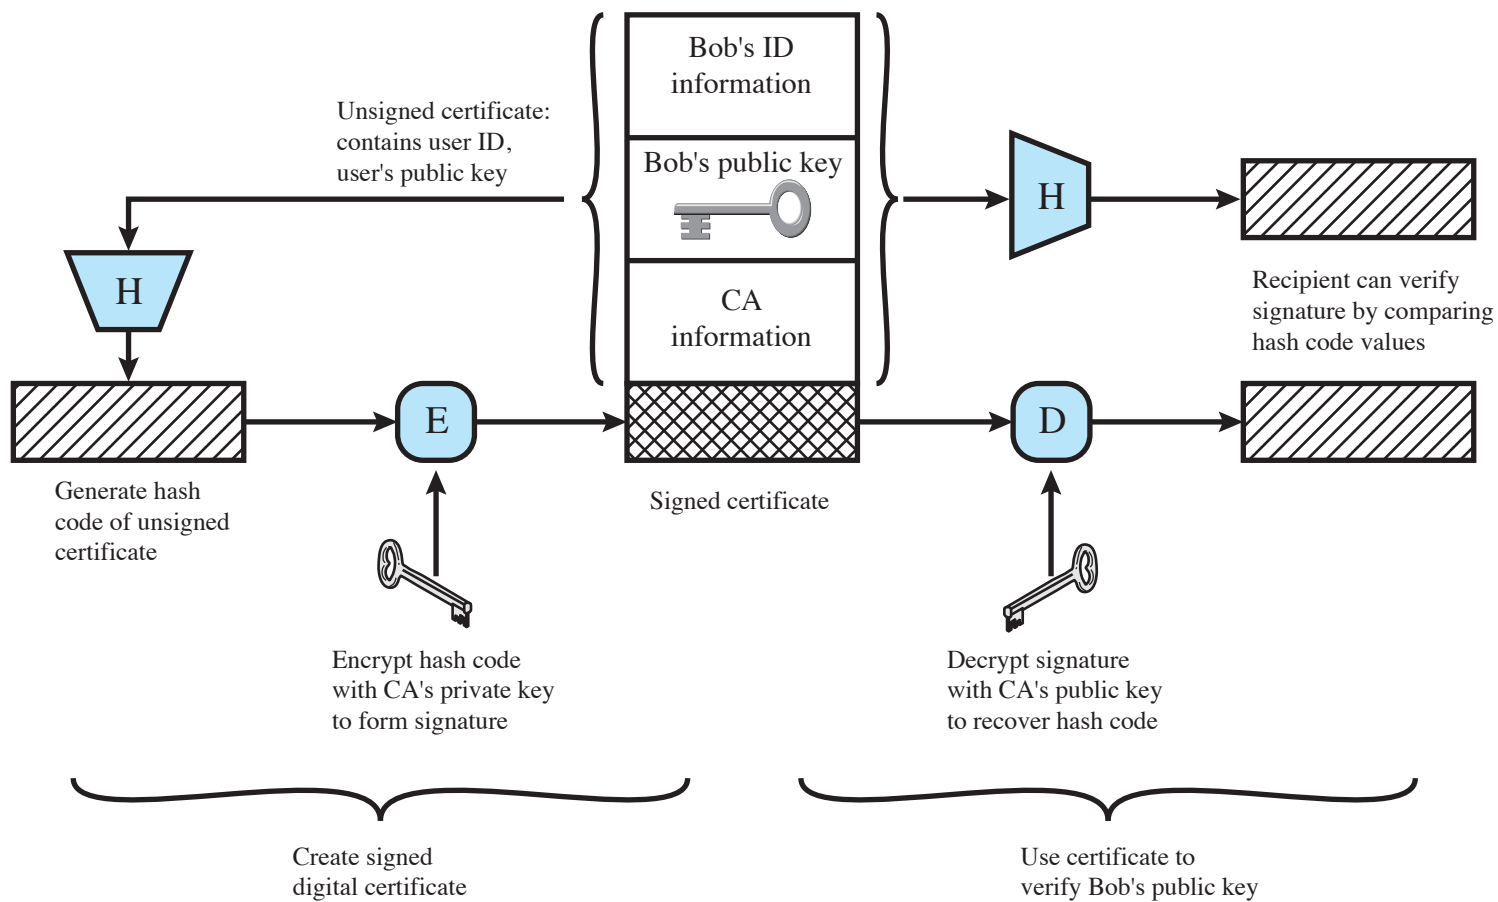 Bob's ID
information
Unsigned certificate:
contains user ID,
user's public key
Bob's public key
H
H
CA
information
Recipient can verify
signature by comparing
hash code values
E
D
Generate hash
code of unsigned
certificate
Signed certificate
Encrypt hash code
with CA's private key
to form signature
Decrypt signature
with CA's public key
to recover hash code
Create signed
digital certificate
Use certificate to
verify Bob's public key